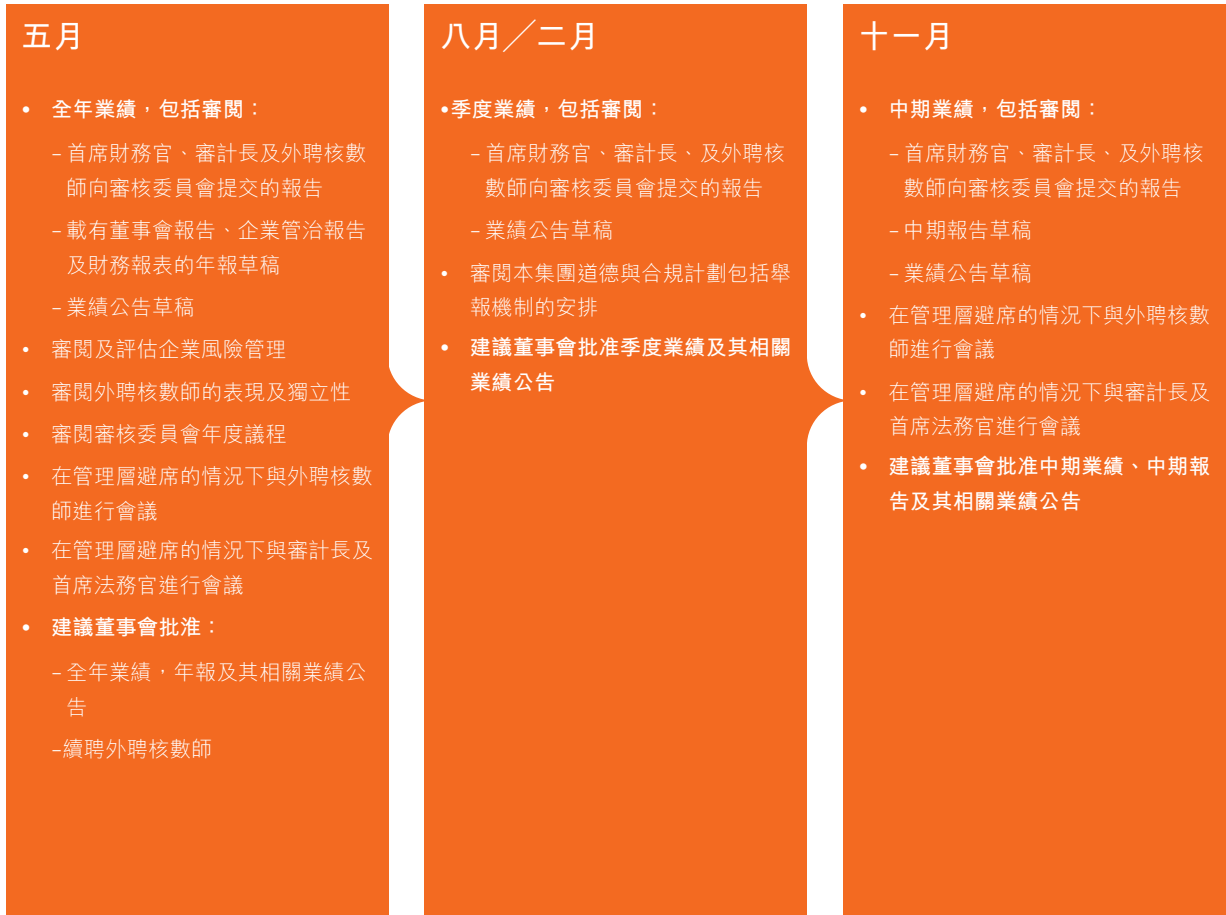 五月
• 全年業績，包括審閱：
– 首席財務官、審計長及外聘核數
師向審核委員會提交的報告
– 載有董事會報告、企業管治報告
及財務報表的年報草稿
– 業績公告草稿
• 審閱及評估企業風險管理
• 審閱外聘核數師的表現及獨立性
• 審閱審核委員會年度議程
• 在管理層避席的情況下與外聘核數
師進行會議
• 在管理層避席的情況下與審計長及
首席法務官進行會議
• 建議董事會批准：
– 全年業績，年報及其相關業績公
告
–續聘外聘核數師
八月╱二月
•季度業績，包括審閱：
– 首席財務官、審計長、及外聘核
數師向審核委員會提交的報告
– 業績公告草稿
• 審閱本集團道德與合規計劃包括舉
報機制的安排
• 建議董事會批准季度業績及其相關
業績公告
十一月
• 中期業績，包括審閱：
– 首席財務官、審計長、及外聘核
數師向審核委員會提交的報告
– 中期報告草稿
– 業績公告草稿
• 在管理層避席的情況下與外聘核數
師進行會議
• 在管理層避席的情況下與審計長及
首席法務官進行會議
• 建議董事會批准中期業績、中期報
告及其相關業績公告